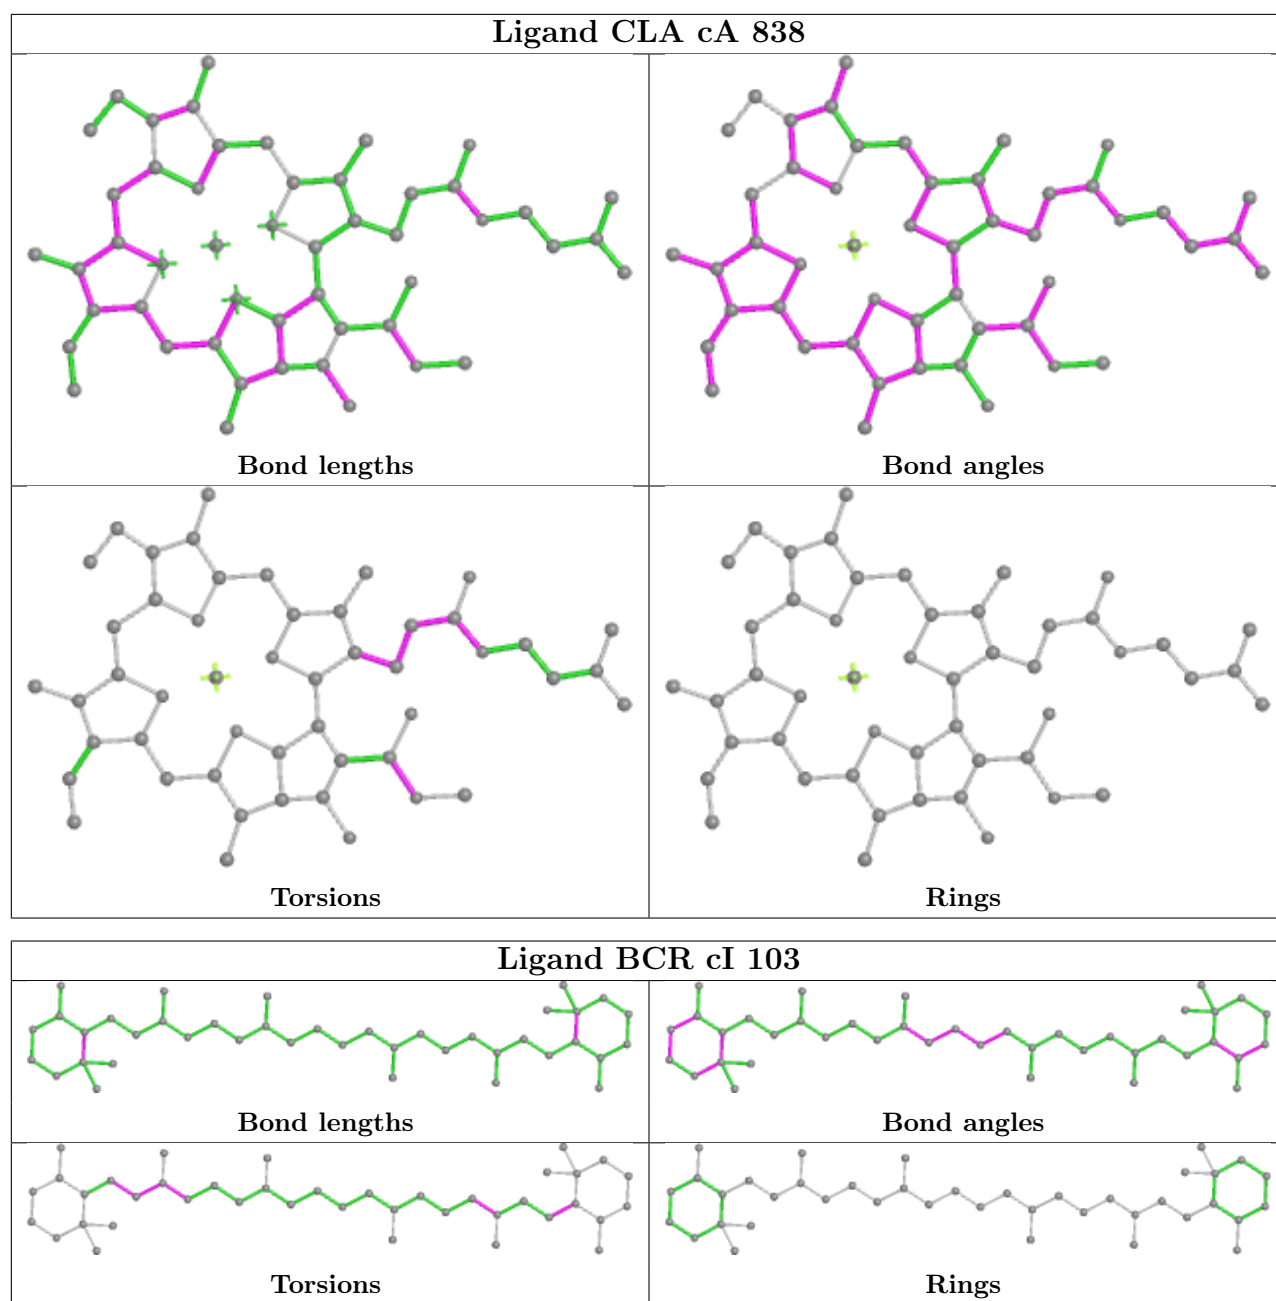 Ligand CLA cA 838
Bond lengths
Bond angles
Torsions
Rings
Ligand BCR cI 103
Bond lengths
Bond angles
Torsions
Rings